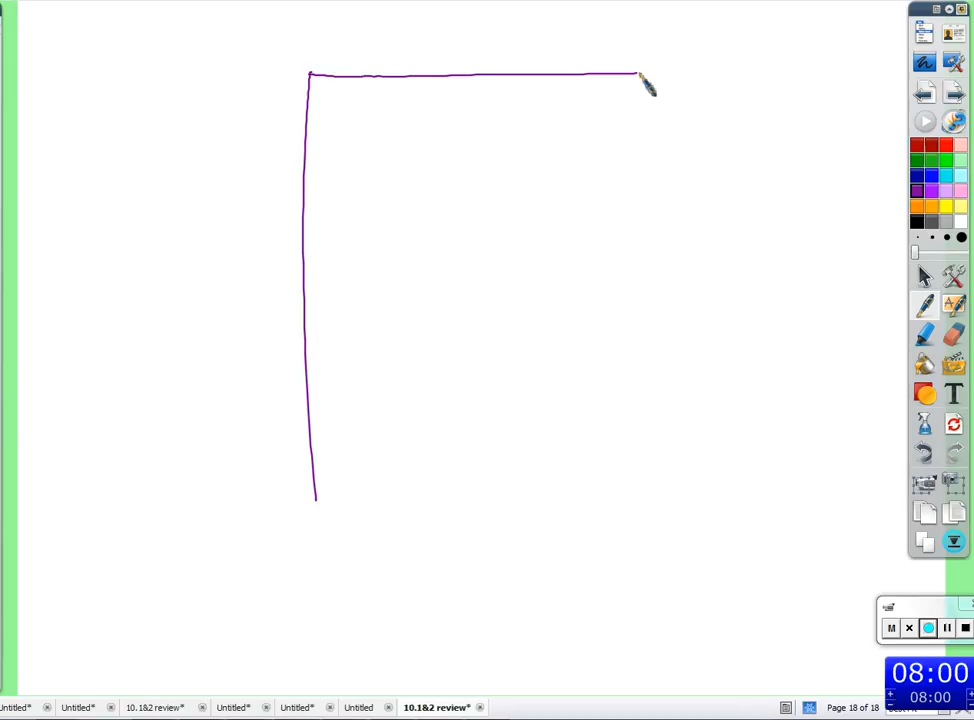 A
T
M
08:00
08:00
Untitled*
Untitled*
10.1&2 review*
Untitled*
Untitled*
Untitled
10.1&2 review*
Page 18 of 18